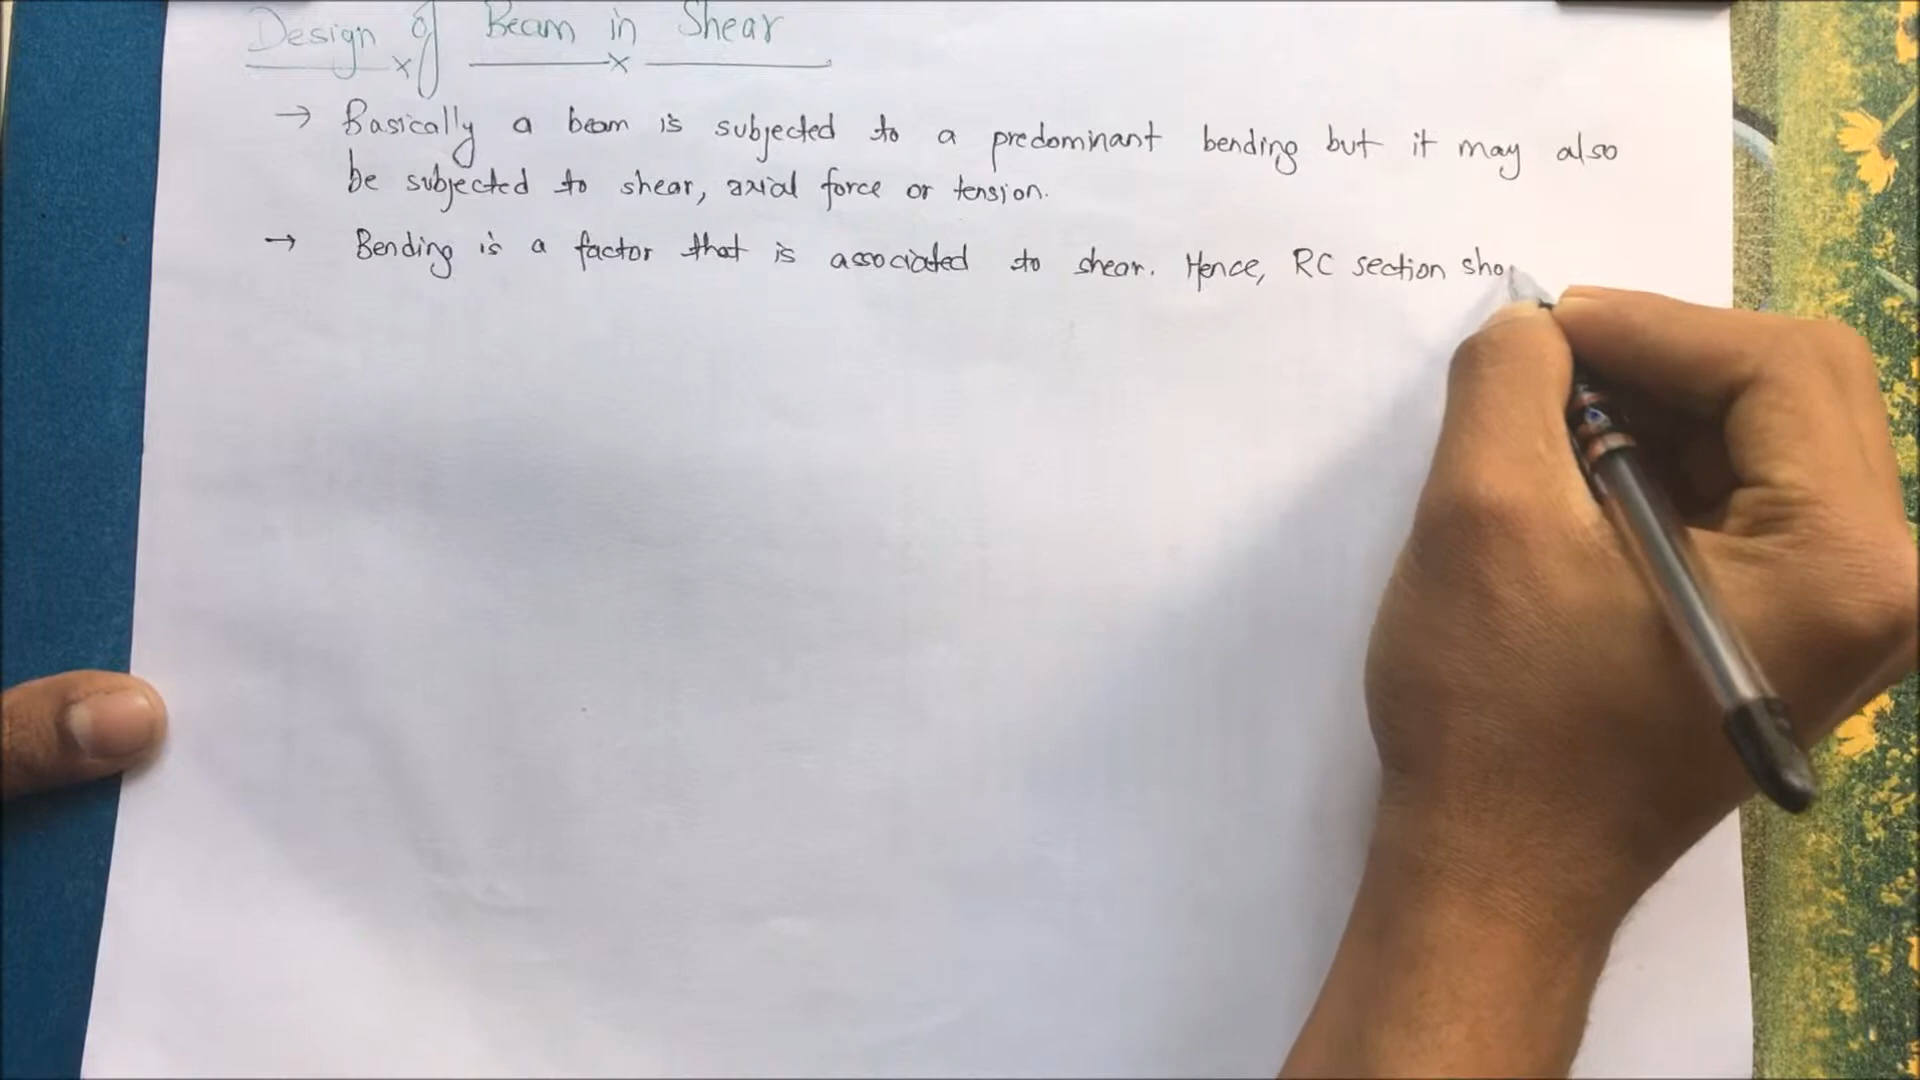 Design of Beam in Shear
→ Basically a beam is subjected to a predominant bending but it may also
be subjected to shear, axial force or tension.
→ Bending is a factor that is associated to shear. Hence, RC section sho